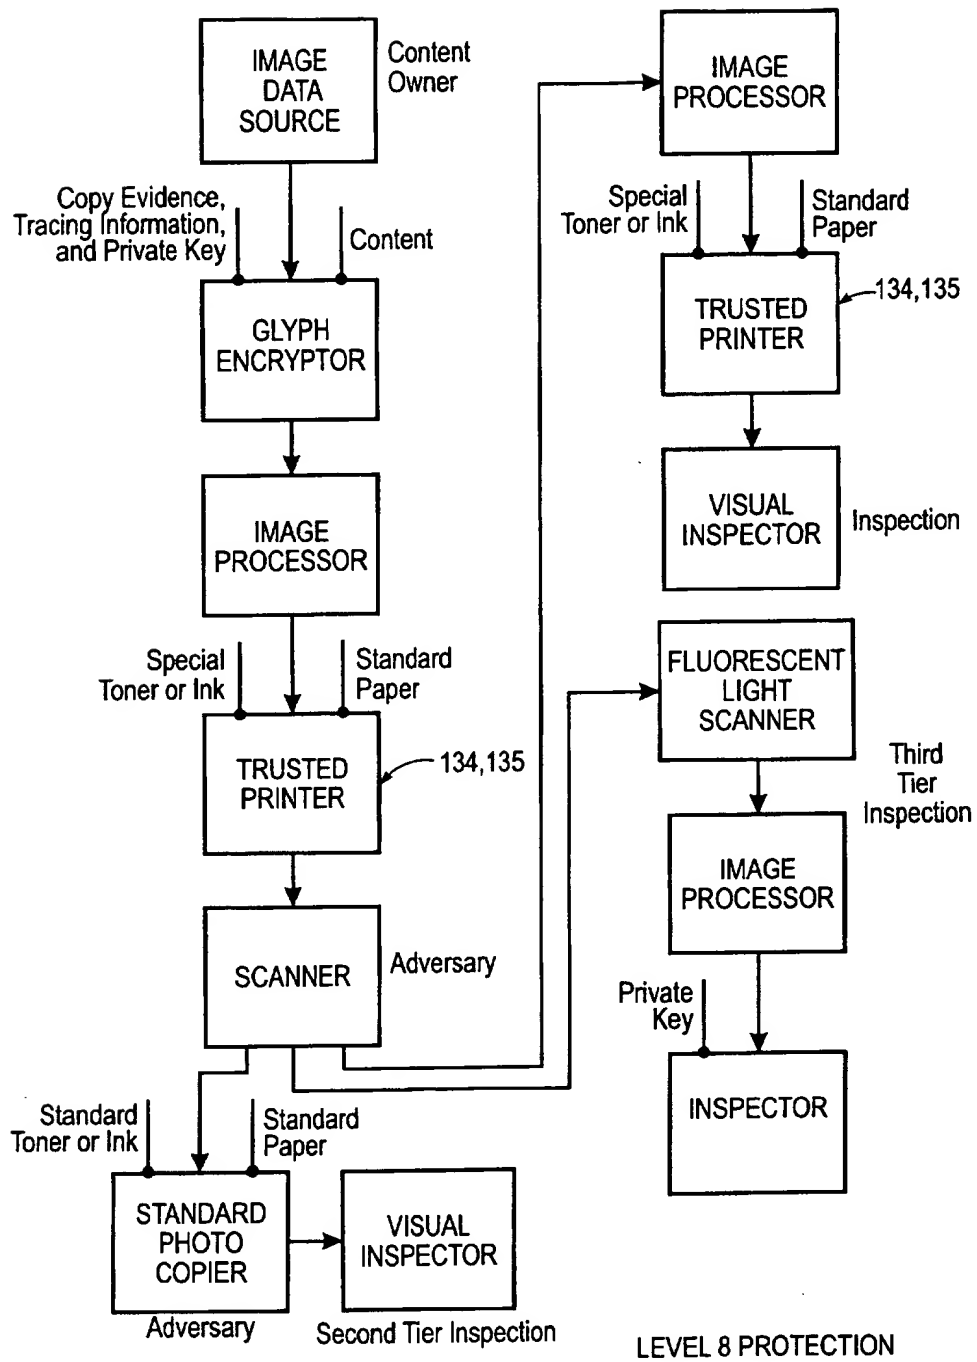 IMAGE
DATA
SOURCE
Content
Owner
Copy Evidence,
Tracing Information,
and Private Key
Content
GLYPH
ENCRYPTOR
IMAGE
PROCESSOR
Special
Toner or Ink
Standard
Paper
TRUSTED
PRINTER
134,135
SCANNER
Adversary
Standard
Toner or Ink
Standard
Paper
STANDARD
PHOTO
COPIER
Adversary
VISUAL
INSPECTOR
Second Tier Inspection
IMAGE
PROCESSOR
Special
Toner or Ink
Standard
Paper
TRUSTED
PRINTER
134,135
VISUAL
INSPECTOR
Inspection
FLUORESCENT
LIGHT
SCANNER
Third
Tier
Inspection
IMAGE
PROCESSOR
Private
Key
INSPECTOR
LEVEL 8 PROTECTION